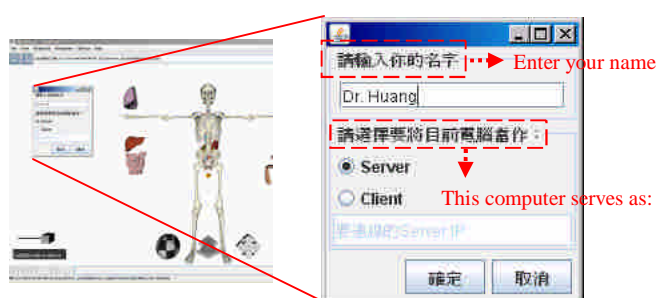 請輸入你的名字
Enter your name
Dr. Huang
請選擇要將目前電腦當作：
Server
Client
This computer serves as:
要連線的Server IP
確定
取消